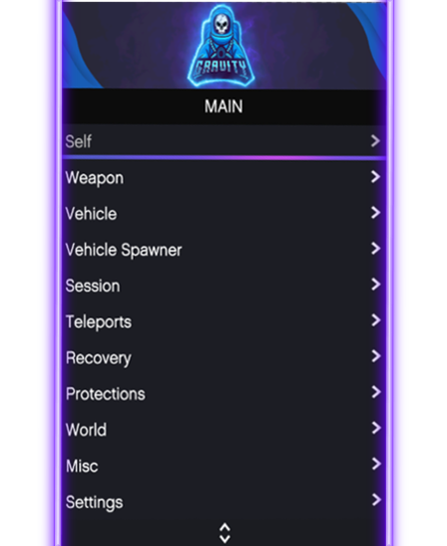 GRAVITY
MAIN
Self
Weapon
Vehicle
Vehicle Spawner
Session
Teleports
Recovery
Protections
World
Misc
Settings